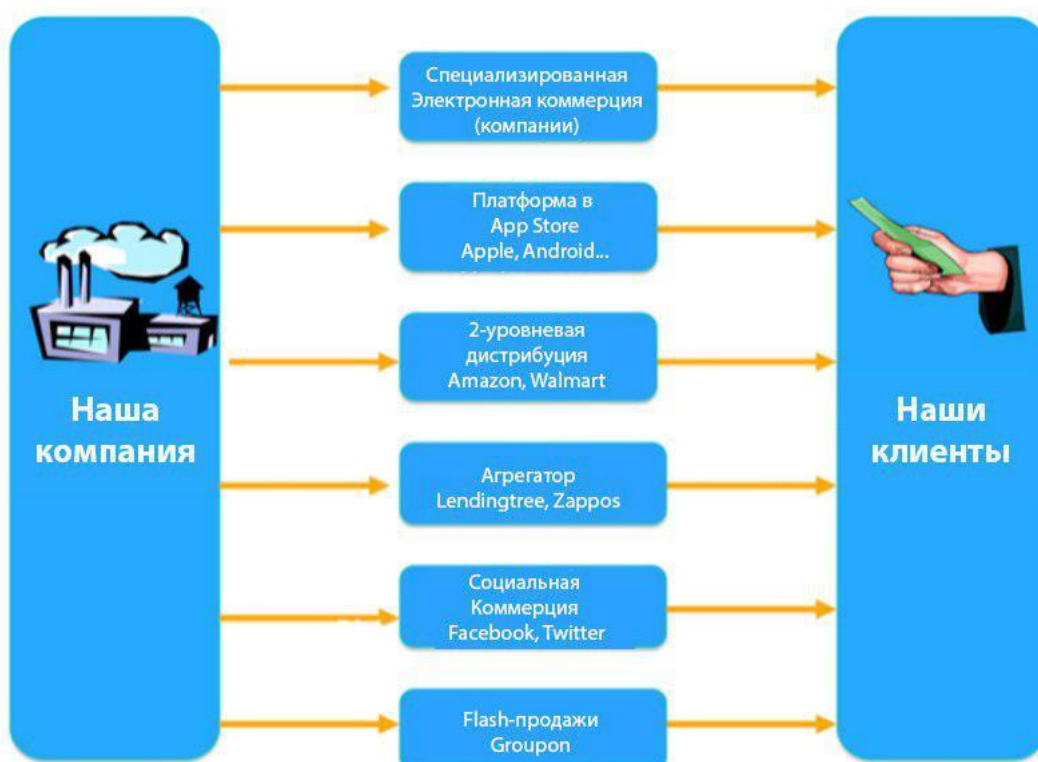 Наша
компания
Специализированная
Электронная коммерция
(компании)
Платформа в
App Store
Apple, Android...
2-уровневая
дистрибуция
Amazon, Walmart
Агрегатор
Lendingtree, Zappos
Социальная
Коммерция
Facebook, Twitter
Flash-продажи
Groupon
Наши
клиенты